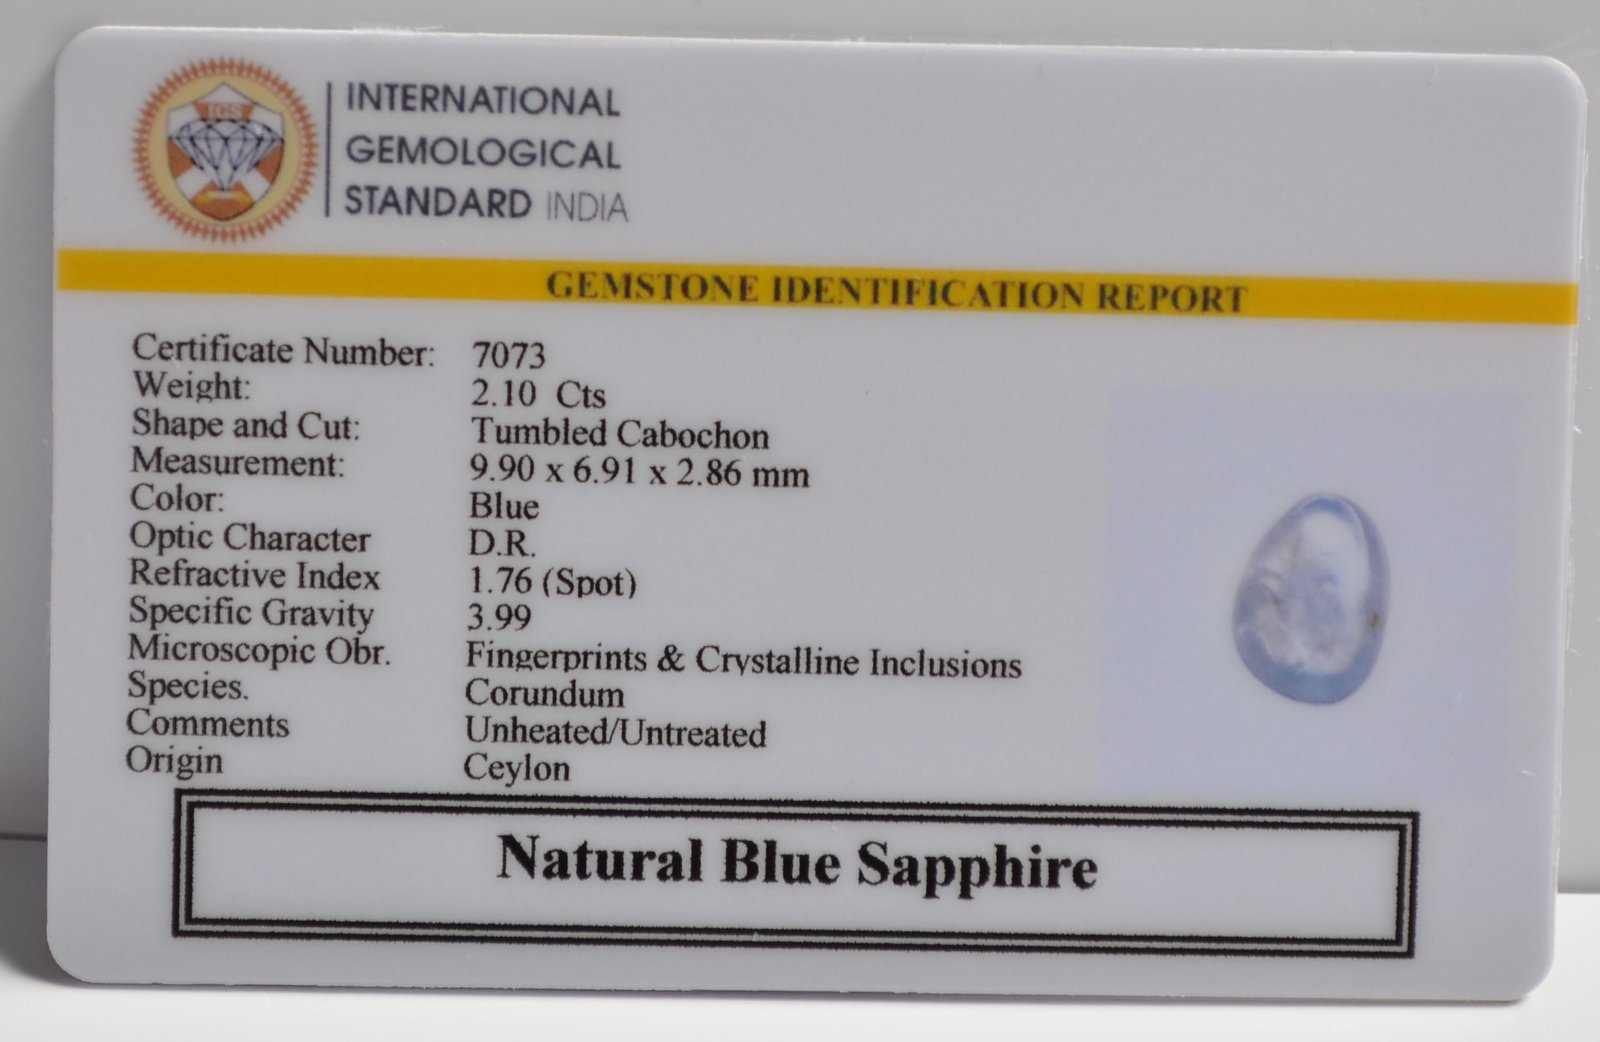 IGS
INTERNATIONAL
GEMOLOGICAL
STANDARD INDIA
GEMSTONE IDENTIFICATION REPORT
Certificate Number: 7073
Weight: 2.10 Cts
Shape and Cut: Tumbled Cabochon
Measurement: 9.90 x 6.91 x 2.86 mm
Color: Blue
Optic Character D.R.
Refractive Index 1.76 (Spot)
Specific Gravity 3.99
Microscopic Obr. Fingerprints & Crystalline Inclusions
Species. Corundum
Comments Unheated/Untreated
Origin Ceylon
Natural Blue Sapphire